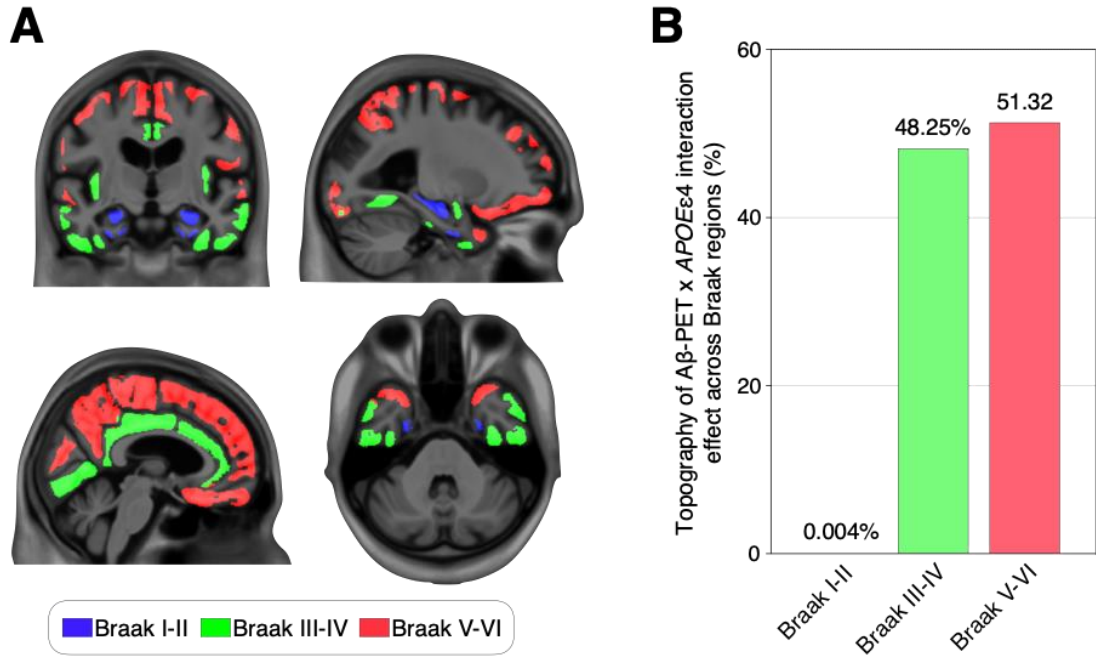 A
B
Braak I-II Braak III-IV Braak V-VI
Topography of Aβ-PET x APOEε4 interaction
effect across Braak regions (%)
60
40
20
0
0.004%
48.25%
51.32
Braak I-II
Braak III-IV
Braak V-VI